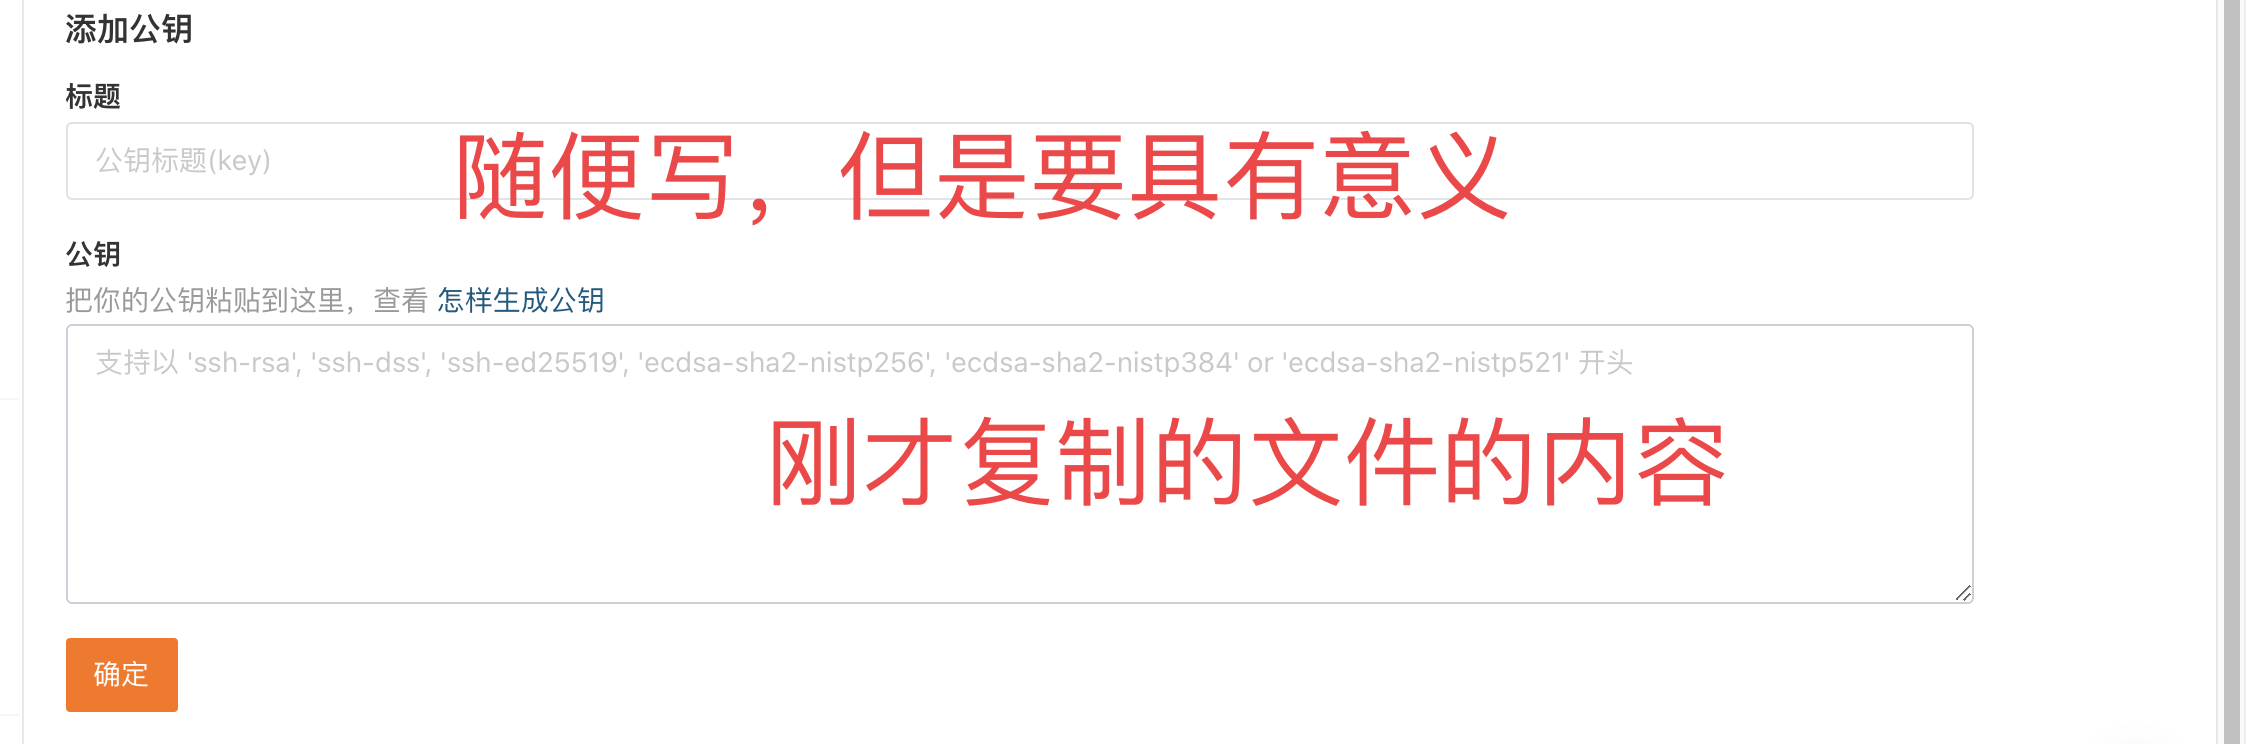 添加公钥
标题
公钥标题(key)
随便写，但是要具有意义
公钥
把你的公钥粘贴到这里，查看 怎样生成公钥
支持以 'ssh-rsa', 'ssh-dss', 'ssh-ed25519', 'ecdsa-sha2-nistp256', 'ecdsa-sha2-nistp384' or 'ecdsa-sha2-nistp521' 开头
刚才复制的文件的内容
确定